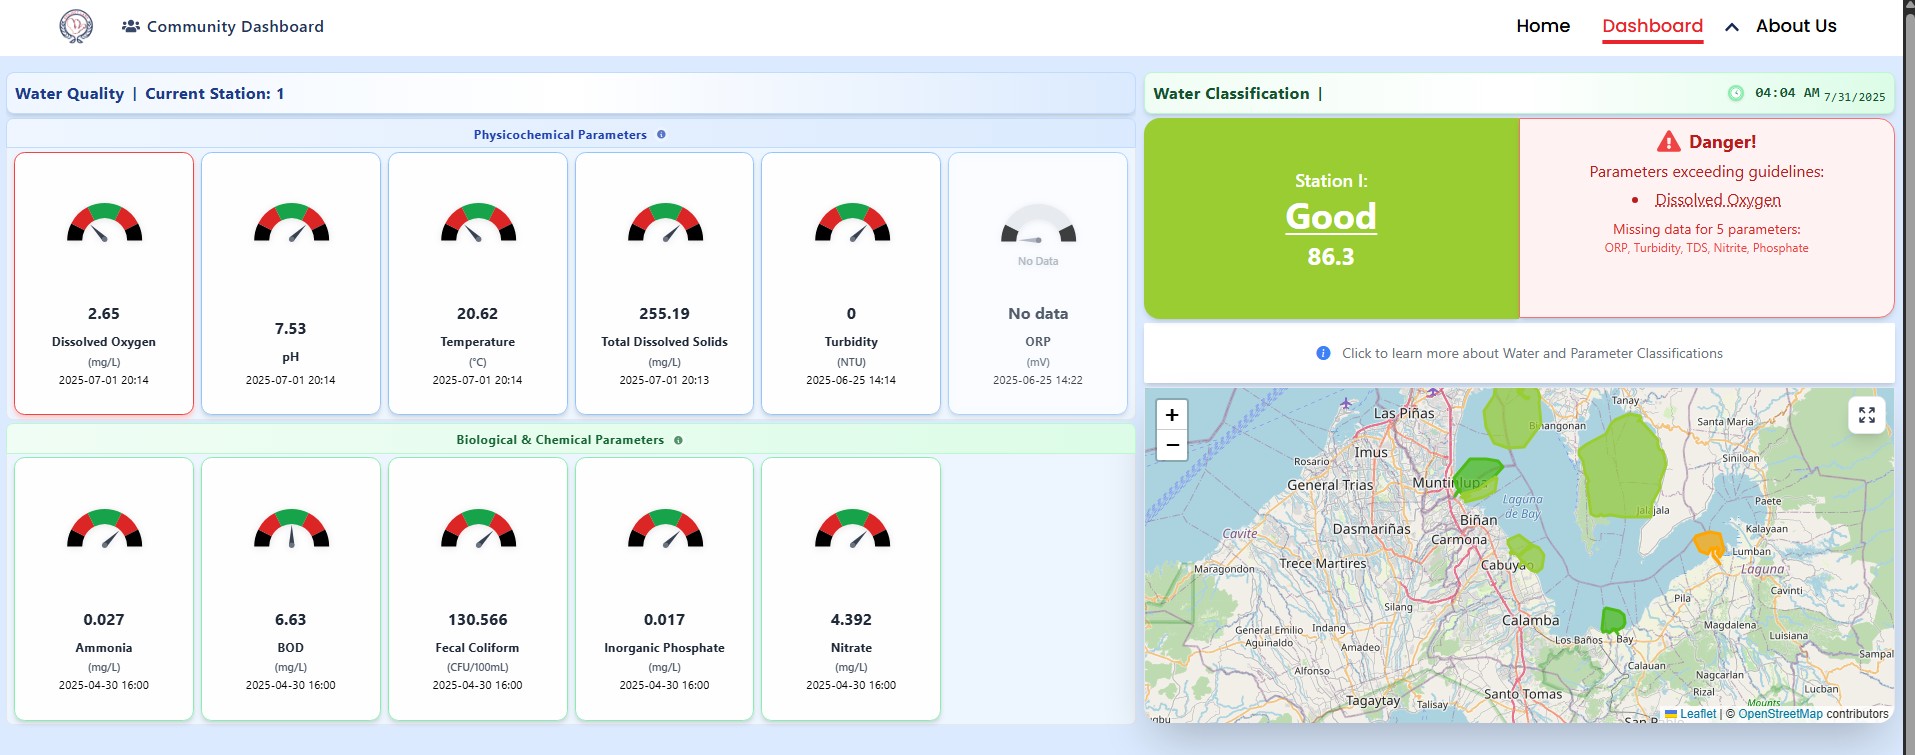 Community Dashboard
Home
Dashboard
About Us
Water Quality | Current Station: 1
Physicochemical Parameters
No Data
2.65
Dissolved Oxygen
(mg/L)
2025-07-01 20:14
7.53
pH
2025-07-01 20:14
20.62
Temperature
(°C)
2025-07-01 20:14
255.19
Total Dissolved Solids
(mg/L)
2025-07-01 20:13
0
Turbidity
(NTU)
2025-06-25 14:14
No data
ORP
(mV)
2025-06-25 14:22
Biological & Chemical Parameters
0.027
Ammonia
(mg/L)
2025-04-30 16:00
6.63
BOD
(mg/L)
2025-04-30 16:00
130.566
Fecal Coliform
(CFU/100mL)
2025-04-30 16:00
0.017
Inorganic Phosphate
(mg/L)
2025-04-30 16:00
4.392
Nitrate
(mg/L)
2025-04-30 16:00
Water Classification |
04:04 AM 7/31/2025
Station I:
Good
86.3
Danger!
Parameters exceeding guidelines:
Dissolved Oxygen
Missing data for 5 parameters:
ORP, Turbidity, TDS, Nitrite, Phosphate
Click to learn more about Water and Parameter Classifications
+
−
Tanay
Las Piñas
Binangonan
Santa Maria
Imus
Rosario
Siniloan
General Trias
Muntinlupa
Laguna
de Bay
Paete
Jalajala
Biñan
Dasmariñas
Kalayaan
Cavite
Carmona
Lumban
Trece Martires
Cabuyao
Maragondon
Laguna
Cavinti
Pila
Silang
Calamba
Magdalena
General Emilio
Aguinaldo
Indang
Amadeo
Los Baños
Bay
Luisiana
Sampal
Alfonso
Calauan
Nagcarlan
Santo Tomas
Rizal
Lucban
Tagaytay
Talisay
Mounts
ugbu
San P
Leaflet | © OpenStreetMap contributors